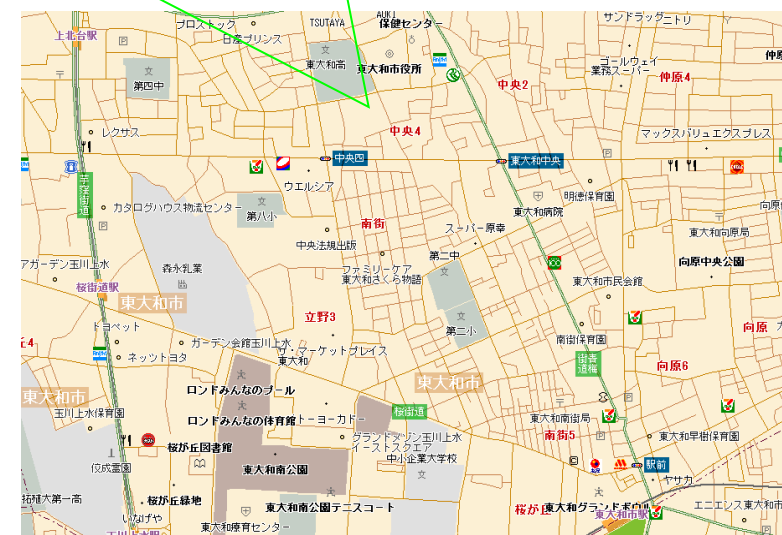 プロストック
TSUTAYA
AOKI
保健センター
サンドラッグ
ニトリ
上北台駅
日産プリンス
文
東大和高
東大和市役所
ゴールウェイ
業務スーパー
仲原4
文
第四中
中央2
レクサス
中央4
マックスバリュエクスプレス
中央四
東大和中央
芋窪街道
ウエルシア
カタログハウス物流センター
文
第八小
南街
東大和病院
明徳保育園
スーパー原幸
東大和向原局
中央法規出版
第二中
文
向原中央公園
森永乳業
ファミリーケア
東大和さくら物語
東大和市民会館
桜街道駅
東大和市
立野3
文
第二小
向原
トヨペット
ガーデン会館玉川上水
ザ・マーケットプレイス
東大和
南街保育園
ネッツトヨタ
青梅街道
向原6
東大和市
東大和市
ロンドみんなのプール
玉川上水保育園
ロンドみんなの体育館
トーヨーカドー
桜街道
東大和南街局
南街5
東大和早樹保育園
桜が丘図書館
グランドメゾン玉川上水
イーストスクエア
中小企業大学校
文
東大和南公園
駅前
ヤサカ
拓殖大第一高
桜が丘緑地
東大和南公園テニスコート
桜が丘
東大和グランドボウル
東大和市駅
エニエンス東大和市
いなげや
東大和療育センター
玉川上水駅